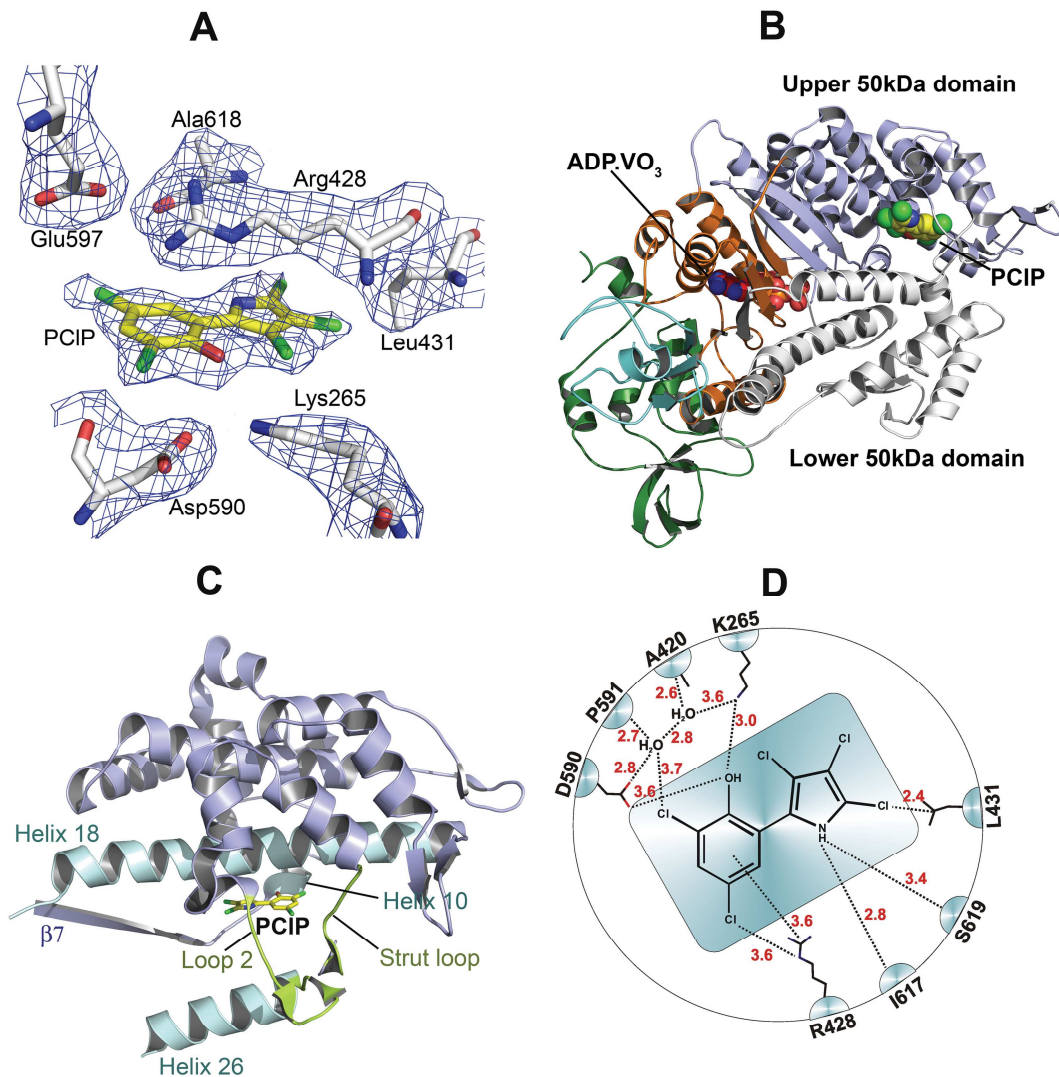 A
Ala618
Arg428
Glu597
PClP
Leu431
Lys265
Asp590
B
Upper 50kDa domain
ADP.VO3
PClP
Lower 50kDa domain
C
Helix 18
Helix 10
PClP
β7
Loop 2
Strut loop
Helix 26
D
K265
A420
P591
D590
2.6
3.6
H2O
3.0
2.7
H2O
2.8
2.8
3.7
3.6
OH
Cl
Cl
Cl
Cl
2.4
L431
N
H
3.4
S619
2.8
I617
Cl
3.6
3.6
R428